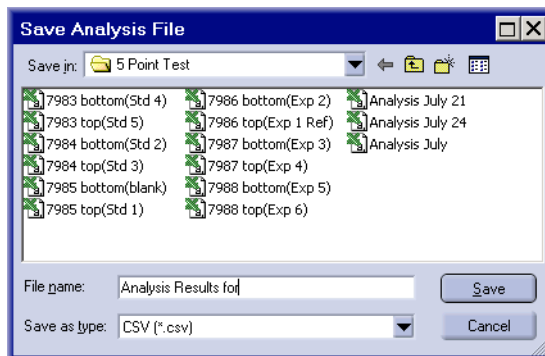 Save Analysis File
Save in: 5 Point Test
7983 bottom(Std 4) 7986 bottom(Exp 2) Analysis July 21
7983 top(Std 5) 7986 top(Exp 1 Ref) Analysis July 24
7984 bottom(Std 2) 7987 bottom(Exp 3) Analysis July
7984 top(Std 3) 7987 top(Exp 4)
7985 bottom(blank) 7988 bottom(Exp 5)
7985 top(Std 1) 7988 top(Exp 6)
File name: Analysis Results for Save
Save as type: CSV (*.csv) Cancel